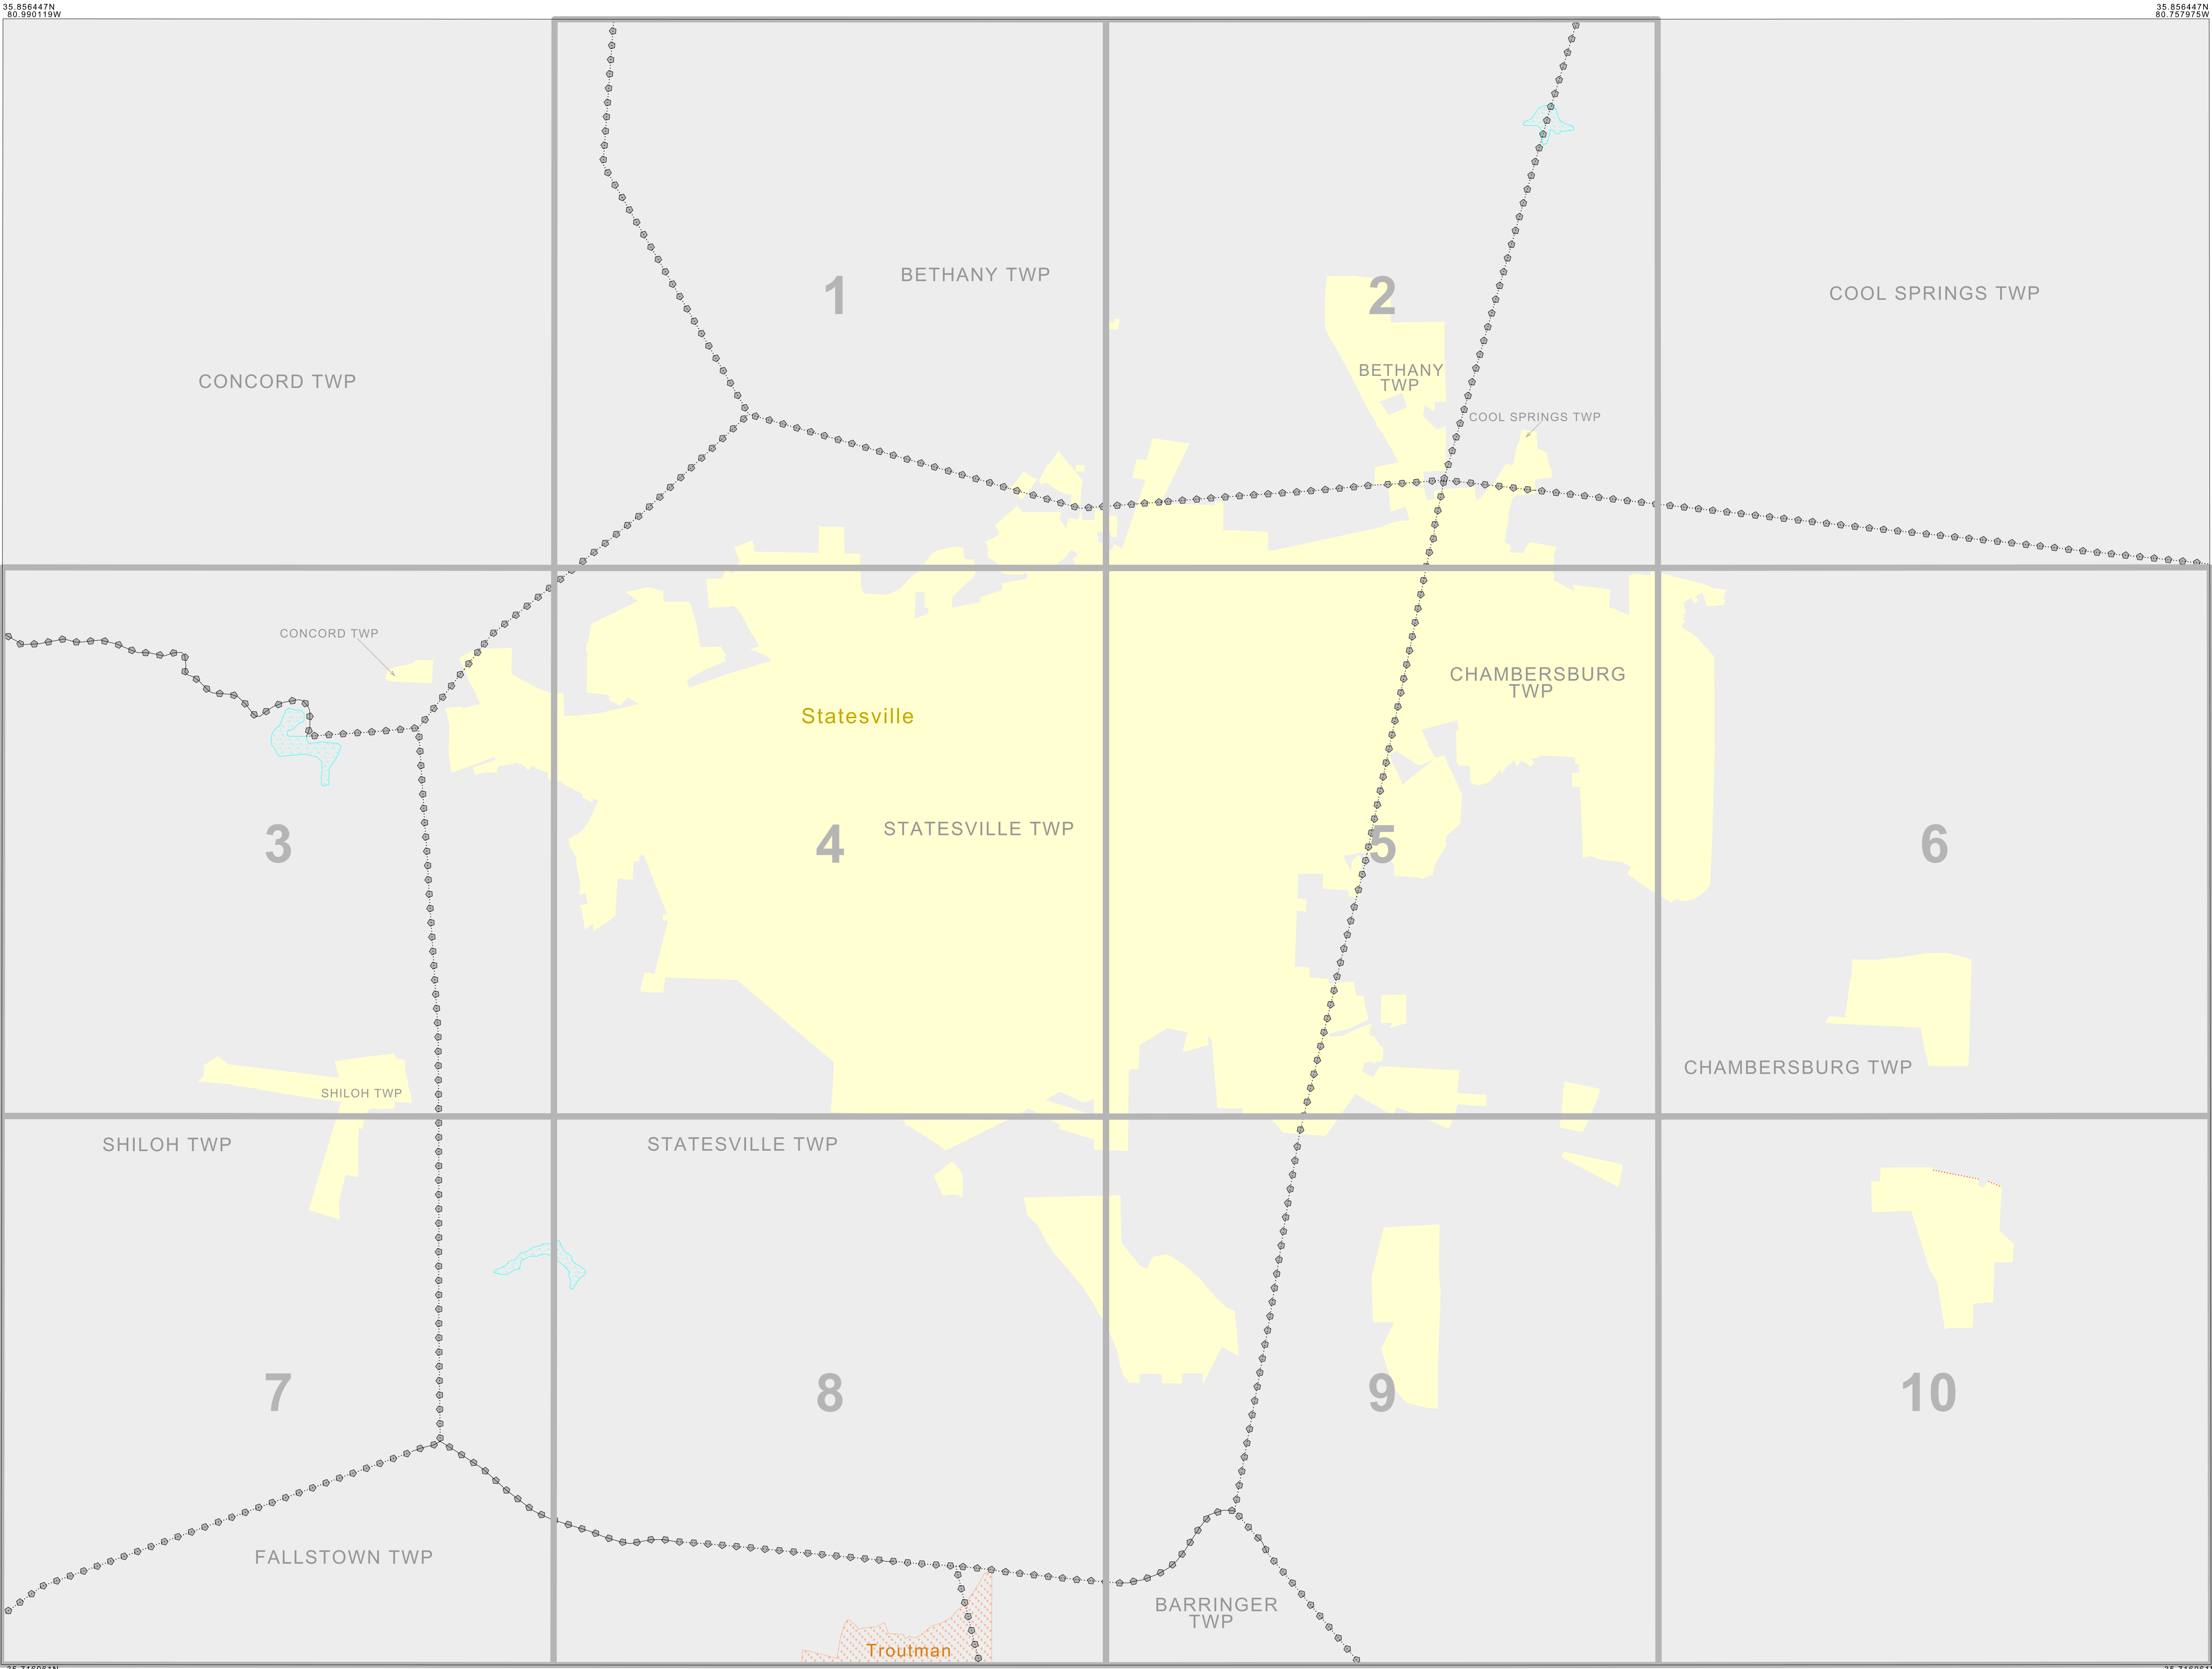 35.856447N
80.990119W
35.856447N
80.757975W
1
BETHANY TWP
2
COOL SPRINGS TWP
CONCORD TWP
BETHANY
TWP
COOL SPRINGS TWP
CONCORD TWP
CHAMBERSBURG
TWP
Statesville
3
4
STATESVILLE TWP
5
6
CHAMBERSBURG TWP
SHILOH TWP
SHILOH TWP
STATESVILLE TWP
7
8
9
10
FALLSTOWN TWP
BARRINGER
TWP
Troutman